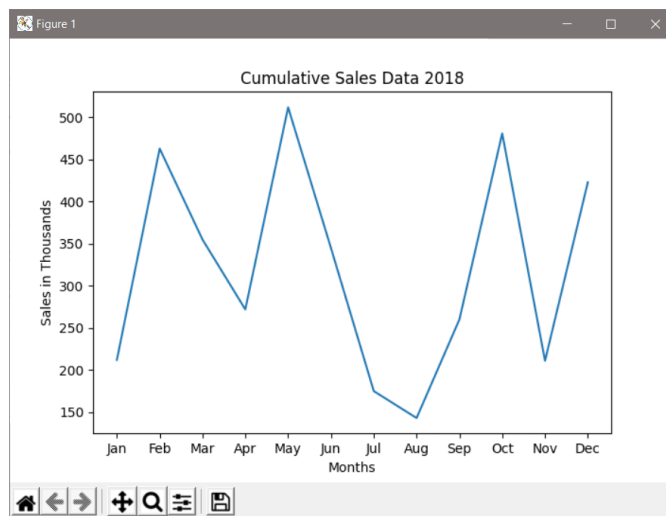 Figure 1
Cumulative Sales Data 2018
Sales in Thousands
500
450
400
350
300
250
200
150
Jan Feb Mar Apr May Jun Jul Aug Sep Oct Nov Dec
Months